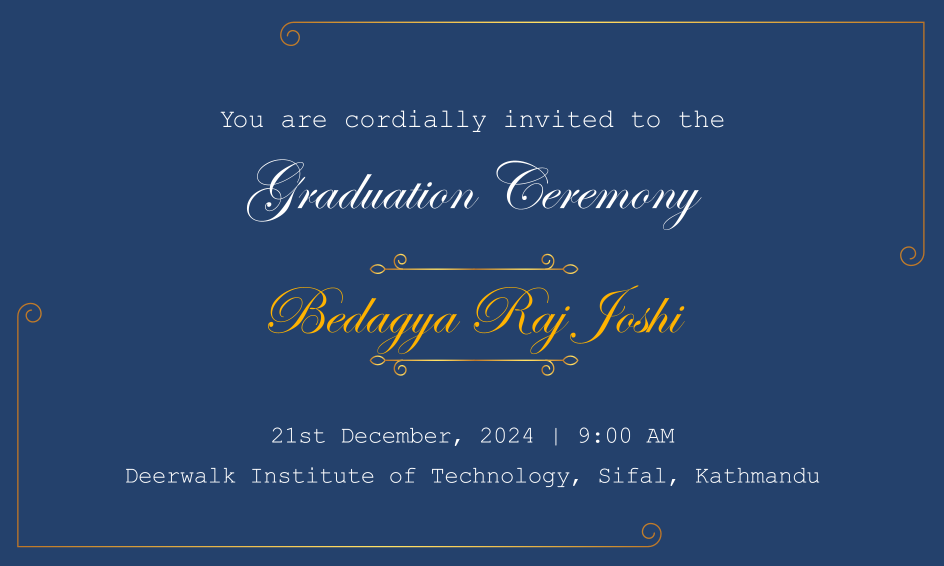 You are cordially invited to the
Graduation Ceremony
Bedagya Raj Joshi
21st December, 2024 | 9:00 AM
Deerwalk Institute of Technology, Sifal, Kathmandu